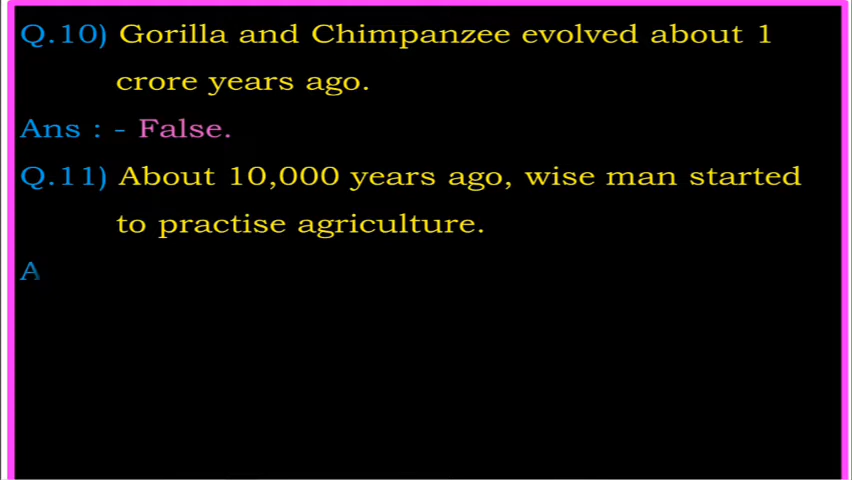 Q.10) Gorilla and Chimpanzee evolved about 1
crore years ago.
Ans : - False.
Q.11) About 10,000 years ago, wise man started
to practise agriculture.
A